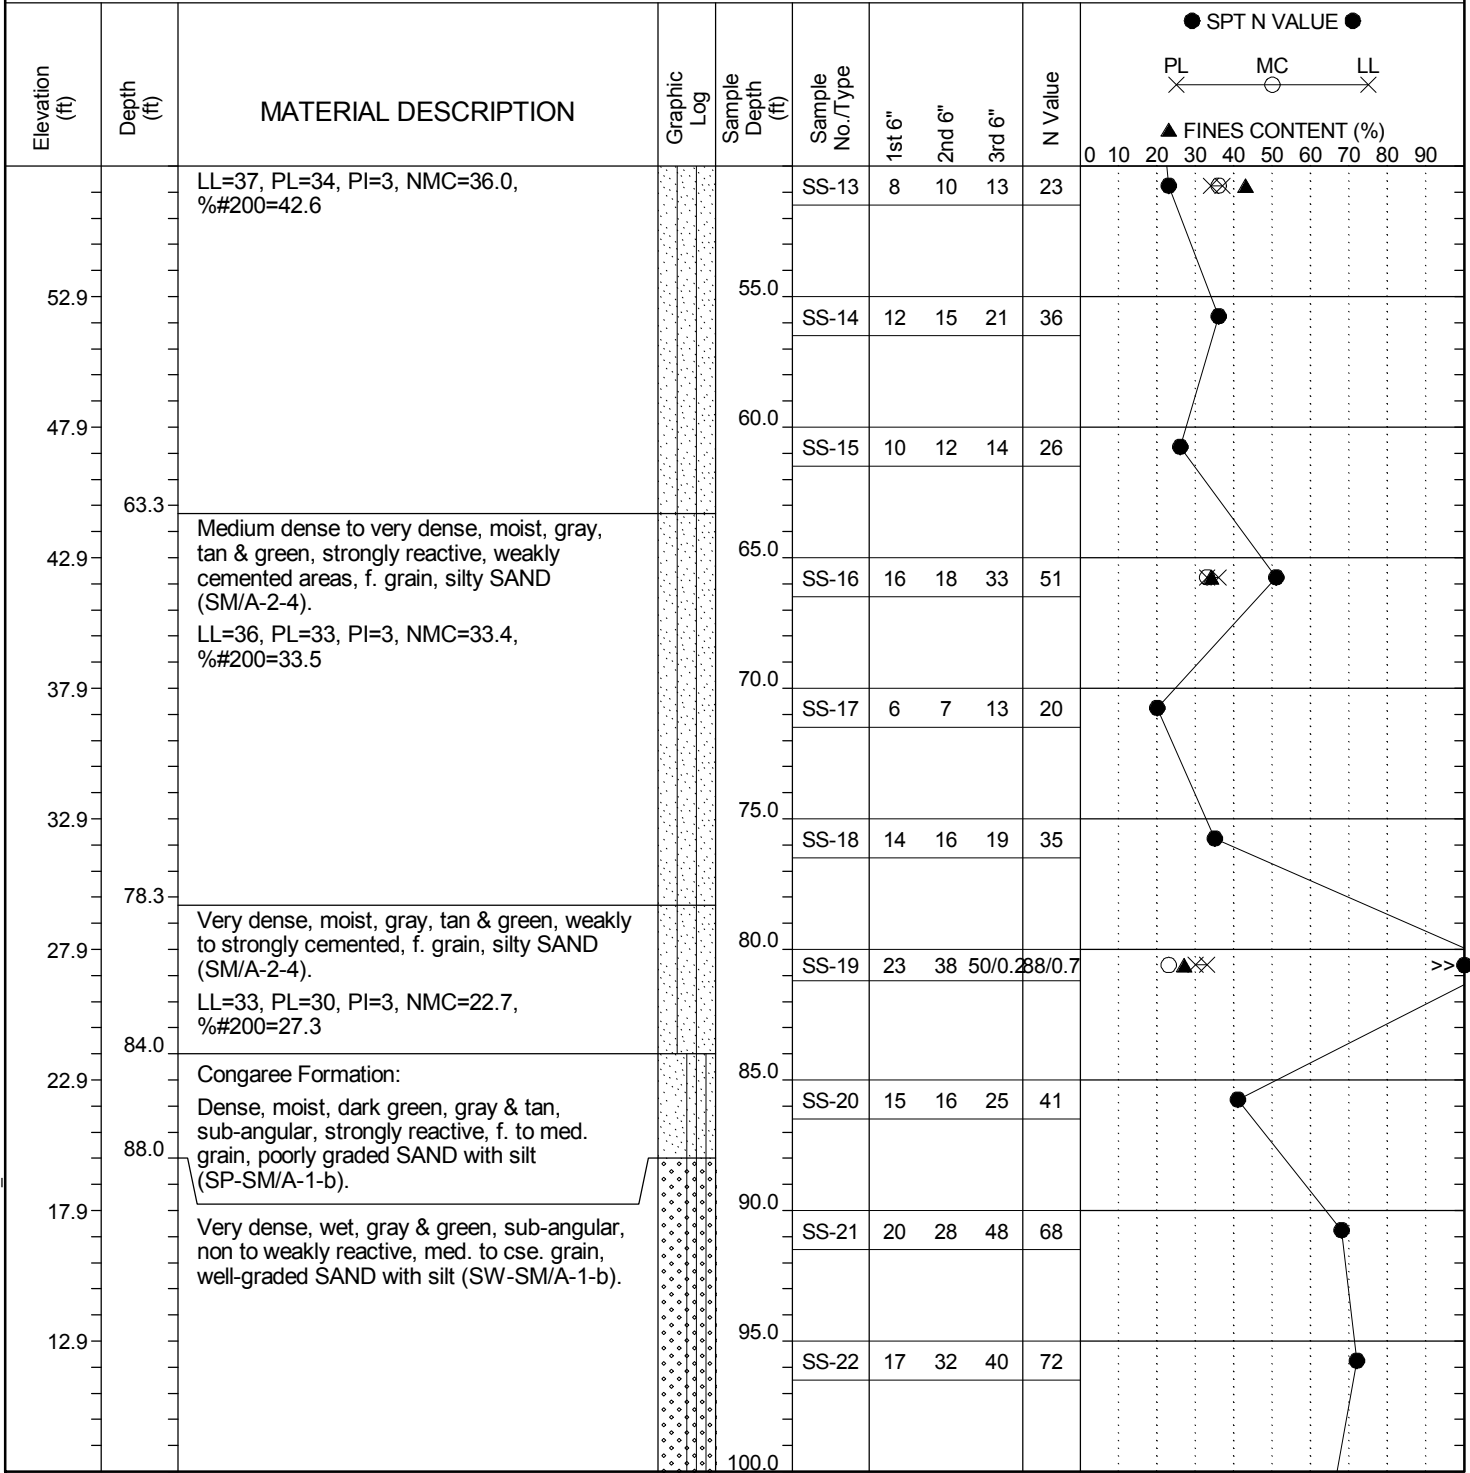 ● SPT N VALUE ●
PL MC LL
▲ FINES CONTENT (%)
Elevation (ft)
Depth (ft)
MATERIAL DESCRIPTION
Graphic Log
Sample Depth (ft)
Sample No./Type
1st 6"
2nd 6"
3rd 6"
N Value
0 10 20 30 40 50 60 70 80 90
LL=37, PL=34, PI=3, NMC=36.0,
%#200=42.6
SS-13 8 10 13 23
52.9 55.0
SS-14 12 15 21 36
47.9 60.0
SS-15 10 12 14 26
63.3
Medium dense to very dense, moist, gray,
tan & green, strongly reactive, weakly
cemented areas, f. grain, silty SAND
(SM/A-2-4).
42.9 65.0
SS-16 16 18 33 51
LL=36, PL=33, PI=3, NMC=33.4,
%#200=33.5
37.9 70.0
SS-17 6 7 13 20
32.9 75.0
SS-18 14 16 19 35
78.3
Very dense, moist, gray, tan & green, weakly
to strongly cemented, f. grain, silty SAND
(SM/A-2-4).
27.9 80.0
SS-19 23 38 50/0.2 88/0.7 >>
LL=33, PL=30, PI=3, NMC=22.7,
%#200=27.3
84.0
Congaree Formation:
22.9 85.0
SS-20 15 16 25 41
Dense, moist, dark green, gray & tan,
sub-angular, strongly reactive, f. to med.
grain, poorly graded SAND with silt
(SP-SM/A-1-b).
88.0
17.9 90.0
Very dense, wet, gray & green, sub-angular,
non to weakly reactive, med. to cse. grain,
well-graded SAND with silt (SW-SM/A-1-b).
SS-21 20 28 48 68
12.9 95.0
SS-22 17 32 40 72
100.0